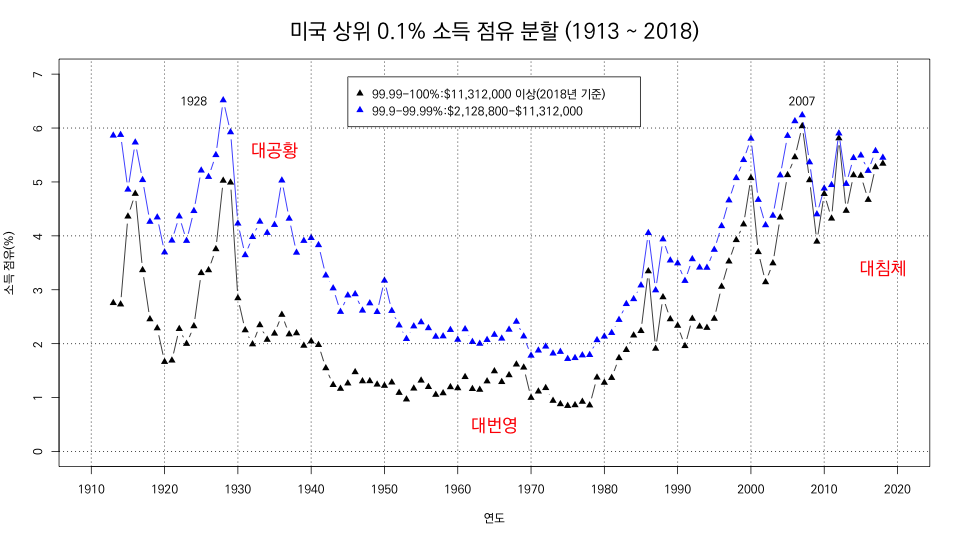 미국 상위 0.1% 소득 점유 분할 (1913 ~ 2018)
99.99-100%:$11,312,000 이상(2018년 기준)
99.9-99.99%:$2,128,800-$11,312,000
1928
2007
대공황
대침체
대번영
소득 점유(%)
7
6
5
4
3
2
1
0
1910 1920 1930 1940 1950 1960 1970 1980 1990 2000 2010 2020
연도